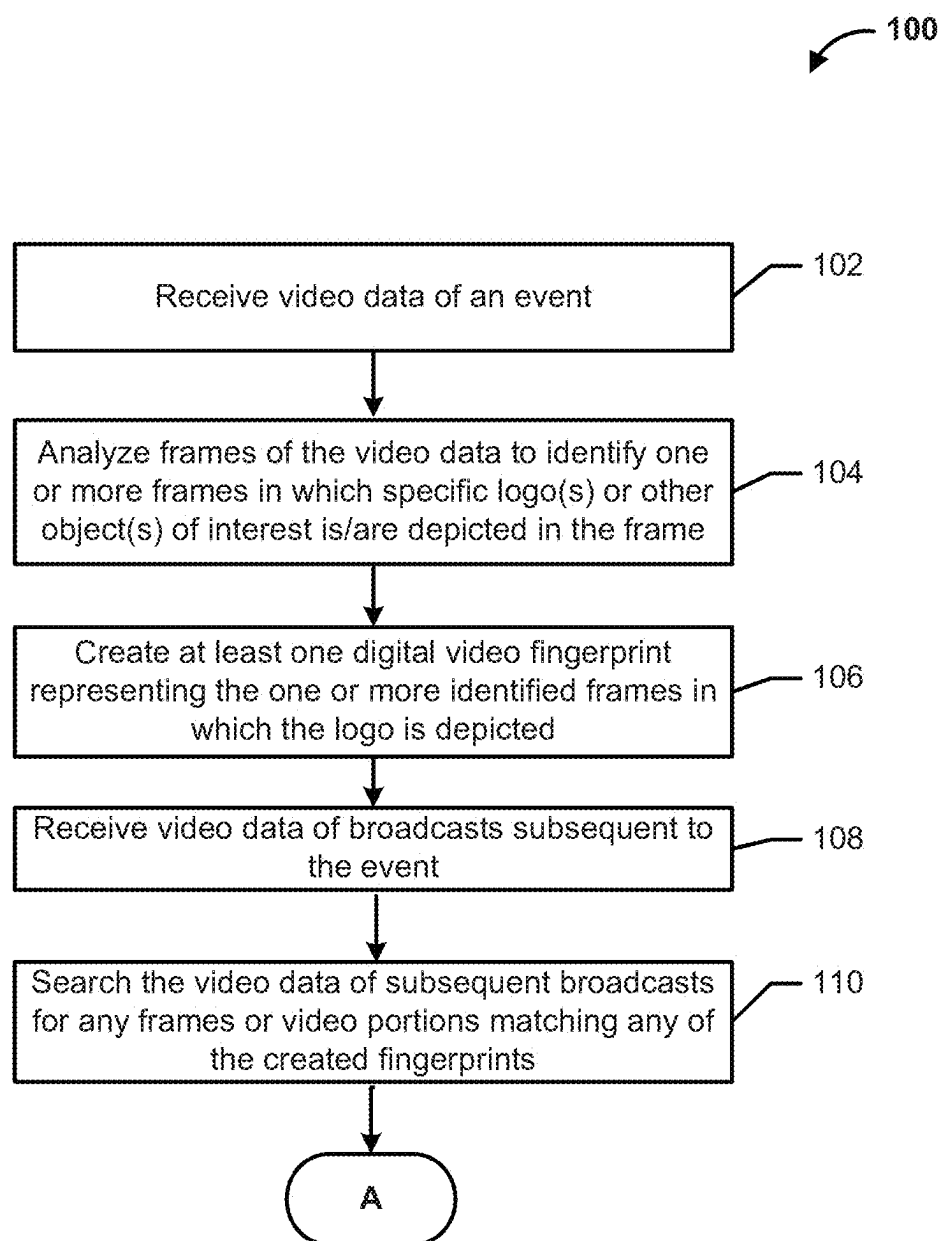 100
Receive video data of an event
102
Analyze frames of the video data to identify one
or more frames in which specific logo(s) or other
object(s) of interest is/are depicted in the frame
104
Create at least one digital video fingerprint
representing the one or more identified frames in
which the logo is depicted
106
Receive video data of broadcasts subsequent to
the event
108
Search the video data of subsequent broadcasts
for any frames or video portions matching any of
the created fingerprints
110
A